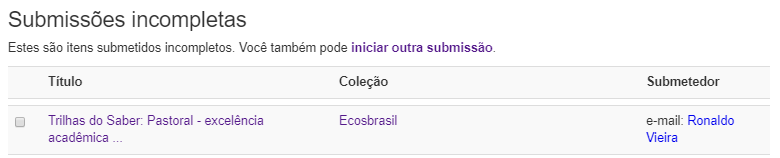 Submissões incompletas
Estes são itens submetidos incompletos. Você também pode iniciar outra submissão.
Título Coleção Submetedor
Trilhas do Saber: Pastoral - excelência Ecosbrasil e-mail: Ronaldo
acadêmica ... Vieira